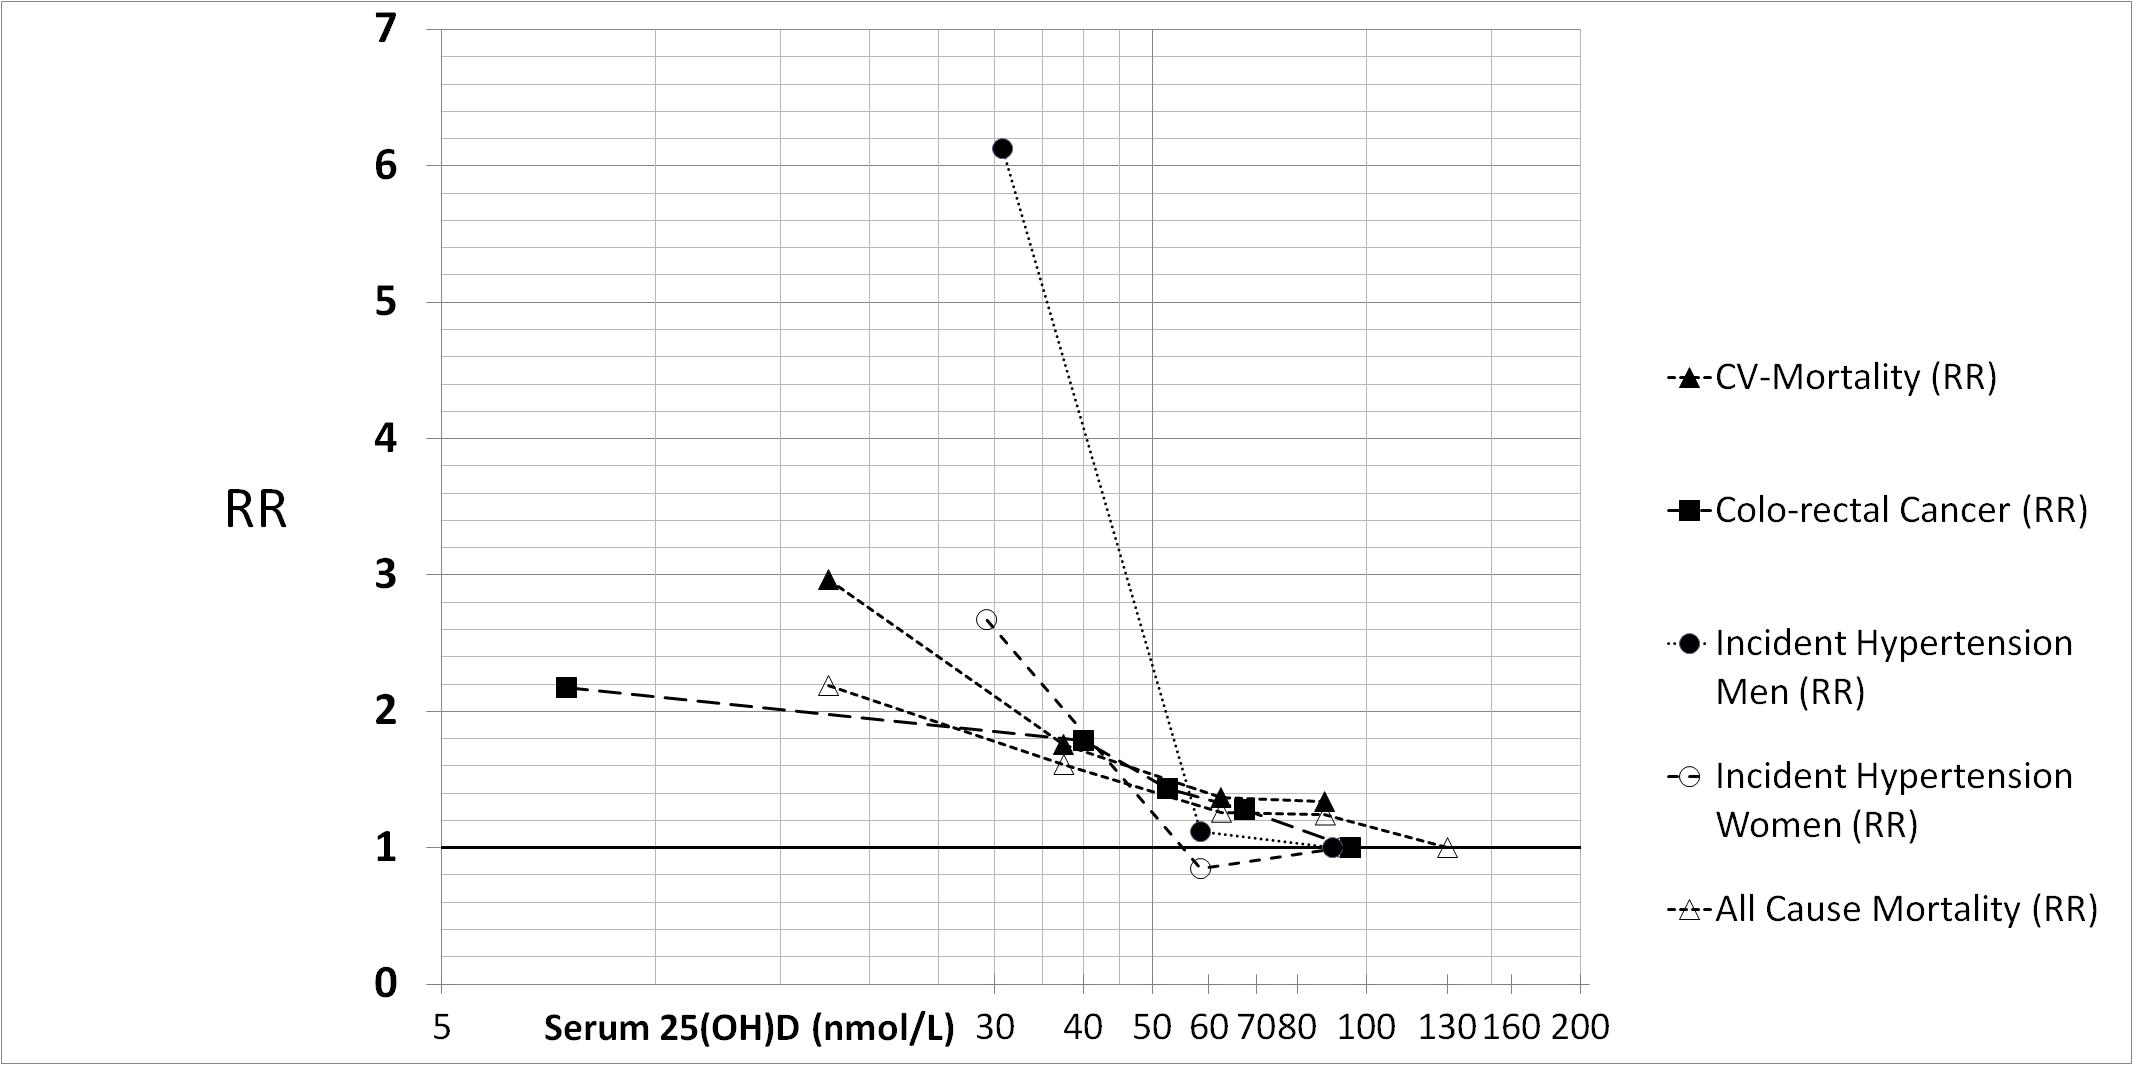 7
6
5
4
3
2
1
0
RR
5 Serum 25(OH)D (nmol/L) 30 40 50 60 70 80 100 130 160 200
CV-Mortality (RR)
Colo-rectal Cancer (RR)
Incident Hypertension
Men (RR)
Incident Hypertension
Women (RR)
All Cause Mortality (RR)